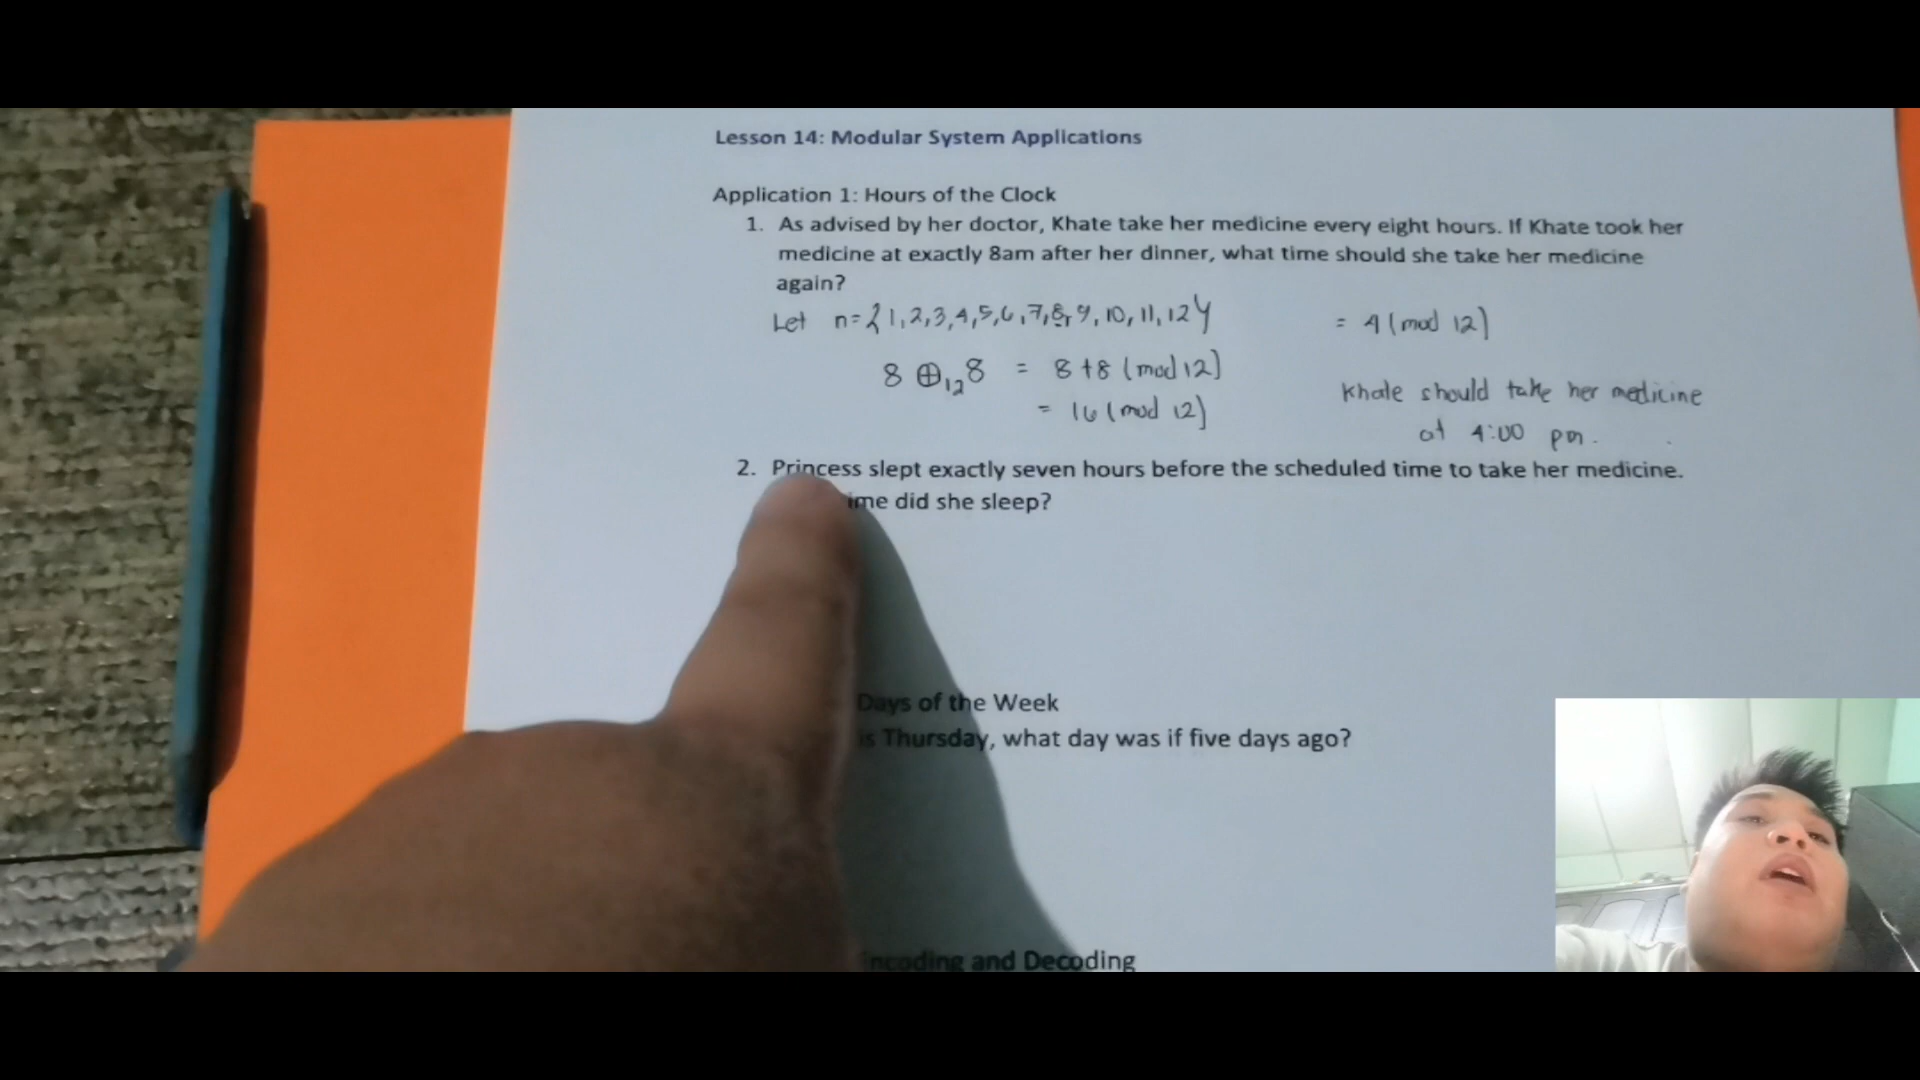 Lesson 14: Modular System Applications
Application 1: Hours of the Clock
1. As advised by her doctor, Khate take her medicine every eight hours. If Khate took her
medicine at exactly 8am after her dinner, what time should she take her medicine
again?
Let n={1,2,3,4,5,6,7,8,9,10,11,12}
8 ⊕₁₂ 8 = 8+8 (mod 12)
= 16 (mod 12)
= 4 (mod 12)
Khate should take her medicine
at 4:00 pm.
2. Princess slept exactly seven hours before the scheduled time to take her medicine.
did she sleep?
Days of the Week
is Thursday, what day was if five days ago?
and Decoding